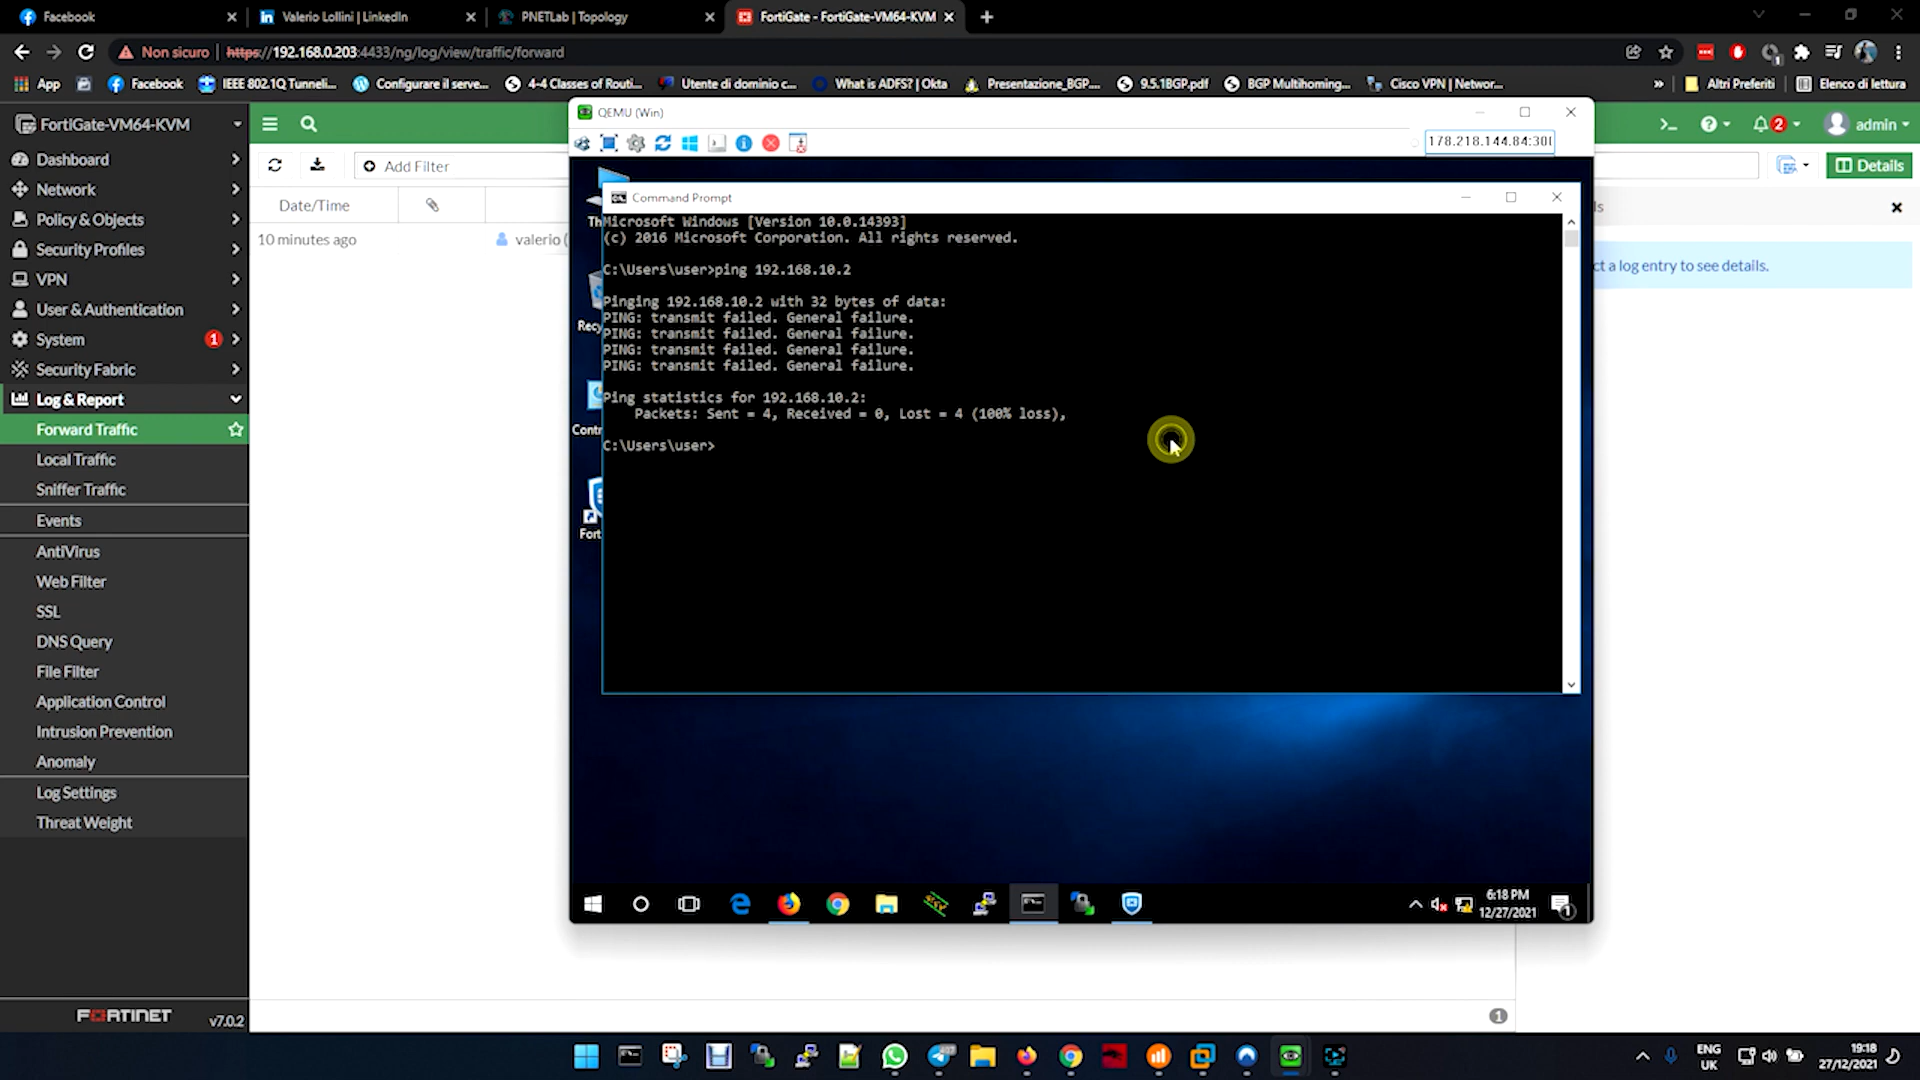 Facebook
Valerio Lollini | LinkedIn
PNETLab | Topology
FortiGate - FortiGate-VM64-KVM
Non sicuro
https://192.168.0.203:4433/ng/log/view/traffic/forward
App
Facebook
IEEE 802.1Q Tunneli...
Configurare il serve...
4-4 Classes of Routi...
Utente di dominio c...
What is ADFS? | Okta
Presentazione_BGP....
9.5.1BGP.pdf
BGP Multihoming...
Cisco VPN | Networ...
»
Altri Preferiti
Elenco di lettura
FortiGate-VM64-KVM
>_
2
admin
Dashboard
Network
Policy & Objects
Security Profiles
VPN
User & Authentication
System
1
Security Fabric
Log & Report
Forward Traffic
Local Traffic
Sniffer Traffic
Events
AntiVirus
Web Filter
SSL
DNS Query
File Filter
Application Control
Intrusion Prevention
Anomaly
Log Settings
Threat Weight
FORTINET
v7.0.2
Add Filter
Details
Date/Time
10 minutes ago
valerio (
ls
ct a log entry to see details.
1
QEMU (Win)
178.218.144.84:300
Th
Recy
Contr
Fort
Command Prompt
Microsoft Windows [Version 10.0.14393]
(c) 2016 Microsoft Corporation. All rights reserved.
C:\Users\user>ping 192.168.10.2
Pinging 192.168.10.2 with 32 bytes of data:
PING: transmit failed. General failure.
PING: transmit failed. General failure.
PING: transmit failed. General failure.
PING: transmit failed. General failure.
Ping statistics for 192.168.10.2:
Packets: Sent = 4, Received = 0, Lost = 4 (100% loss),
C:\Users\user>
6:18 PM
12/27/2021
1
ENG
UK
19:18
27/12/2021